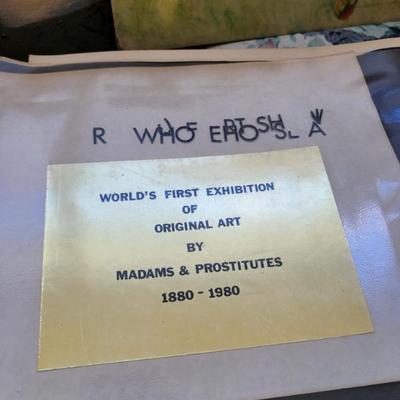 WORLD'S FIRST EXHIBITION
OF
ORIGINAL ART
BY
MADAMS & PROSTITUTES
1880 - 1980